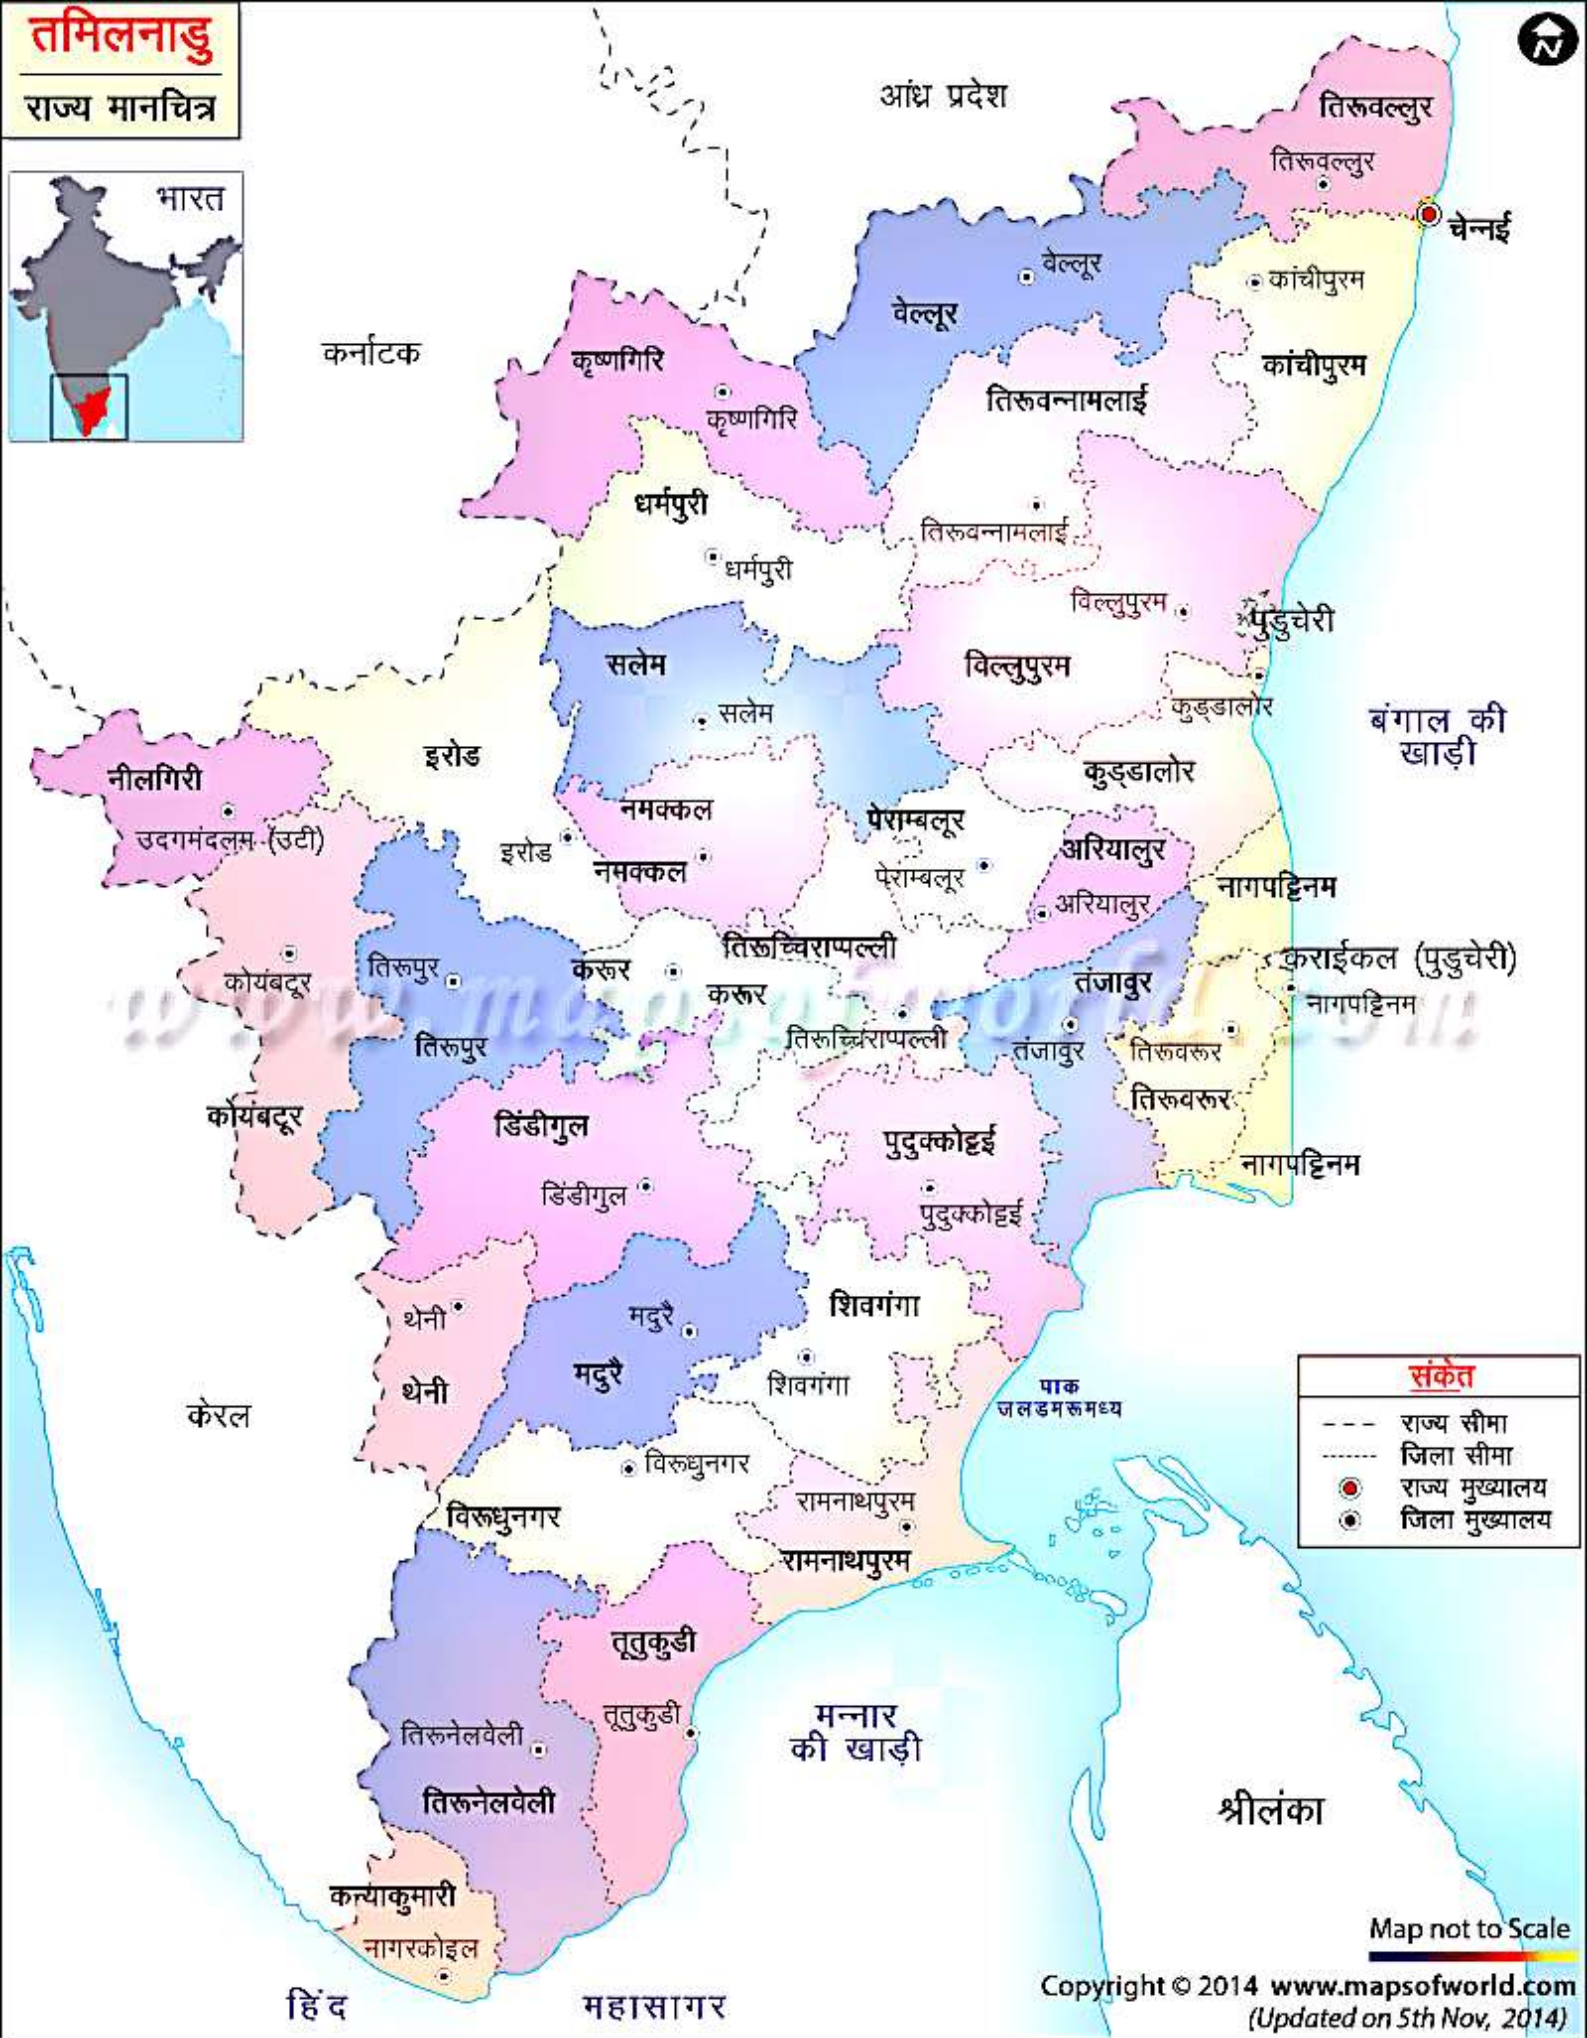 तमिलनाडु
राज्य मानचित्र
N
भारत
आंध्र प्रदेश
तिरूवल्लुर
तिरूवल्लुर
चेन्नई
वेल्लूर
वेल्लूर
कांचीपुरम
कांचीपुरम
कर्नाटक
कृष्णगिरि
कृष्णगिरि
तिरूवन्नामलाई
तिरूवन्नामलाई
धर्मपुरी
धर्मपुरी
विल्लुपुरम
पुडुचेरी
विल्लुपुरम
सलेम
सलेम
कुड्डालोर
कुड्डालोर
बंगाल की
खाड़ी
नीलगिरी
उदगमंदलम (उटी)
इरोड
इरोड
नमक्कल
नमक्कल
पेराम्बलूर
पेराम्बलूर
अरियालुर
अरियालुर
नागपट्टिनम
तिरूच्चिराप्पल्ली
कराईकल (पुडुचेरी)
नागपट्टिनम
कोयंबटूर
तिरूपुर
करूर
करूर
तंजावुर
www.mapsofworld.com
तिरूच्चिराप्पल्ली
तंजावुर
तिरूवरूर
तिरूपुर
तिरूवरूर
कोयंबटूर
डिंडीगुल
पुदुक्कोट्टई
नागपट्टिनम
डिंडीगुल
पुदुक्कोट्टई
थेनी
मदुरै
शिवगंगा
मदुरै
थेनी
शिवगंगा
पाक
जलडमरूमध्य
केरल
विरूधुनगर
विरूधुनगर
रामनाथपुरम
रामनाथपुरम
संकेत
राज्य सीमा
जिला सीमा
राज्य मुख्यालय
जिला मुख्यालय
तूतुकुडी
तूतुकुडी
तिरूनेलवेली
तिरूनेलवेली
मन्नार
की खाड़ी
श्रीलंका
कन्याकुमारी
नागरकोइल
हिंद महासागर
Map not to Scale
Copyright © 2014 www.mapsofworld.com
(Updated on 5th Nov, 2014)